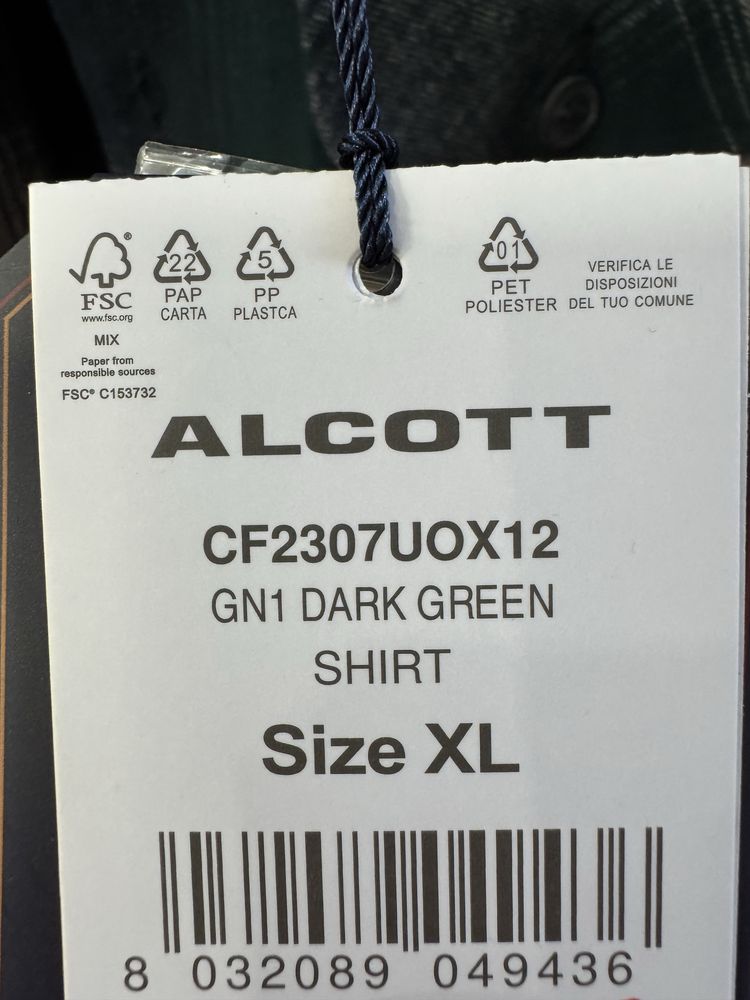 FSC®
www.fsc.org
MIX
Paper from
responsible sources
FSC® C153732
22
PAP
CARTA
5
PP
PLASTCA
01
PET
POLIESTER
VERIFICA LE
DISPOSIZIONI
DEL TUO COMUNE
ALCOTT
CF2307UOX12
GN1 DARK GREEN
SHIRT
Size XL
8 032089 049436